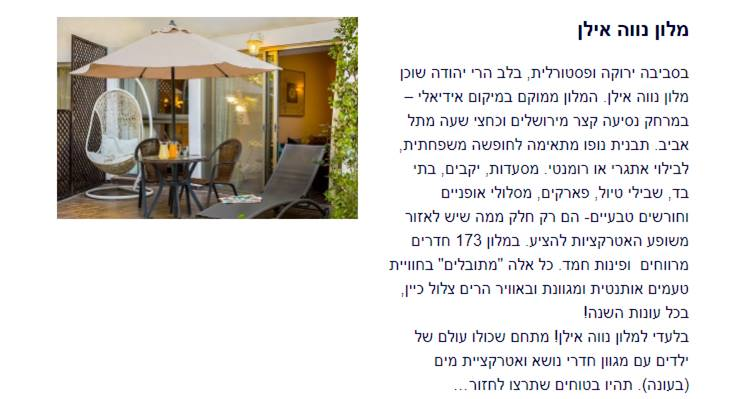 מלון נווה אילן
בסביבה ירוקה ופסטורלית, בלב הרי יהודה שוכן
מלון נווה אילן. המלון ממוקם במיקום אידיאלי –
במרחק נסיעה קצר מירושלים וכחצי שעה מתל
אביב. תבנית נופו מתאימה לחופשה משפחתית,
לבילוי אתגרי או רומנטי. מסעדות, יקבים, בתי
בד, שבילי טיול, פארקים, מסלולי אופניים
וחורשים טבעיים- הם רק חלק ממה שיש לאזור
משופע האטרקציות להציע. במלון 173 חדרים
מרווחים  ופינות חמד. כל אלה "מתובלים" בחוויית
טעמים אותנטית ומגוונת ובאוויר הרים צלול כיין,
בכל עונות השנה!
בלעדי למלון נווה אילן! מתחם שכולו עולם של
ילדים עם מגוון חדרי נושא ואטרקציית מים
(בעונה). תהיו בטוחים שתרצו לחזור...